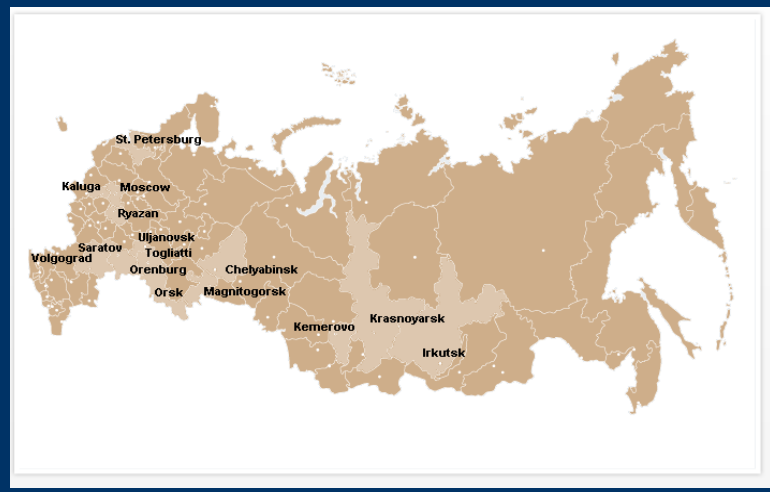 St. Petersburg
Kaluga
Moscow
Ryazan
Uljanovsk
Saratov
Togliatti
Volgograd
Orenburg
Chelyabinsk
Orsk
Magnitogorsk
Krasnoyarsk
Kemerovo
Irkutsk